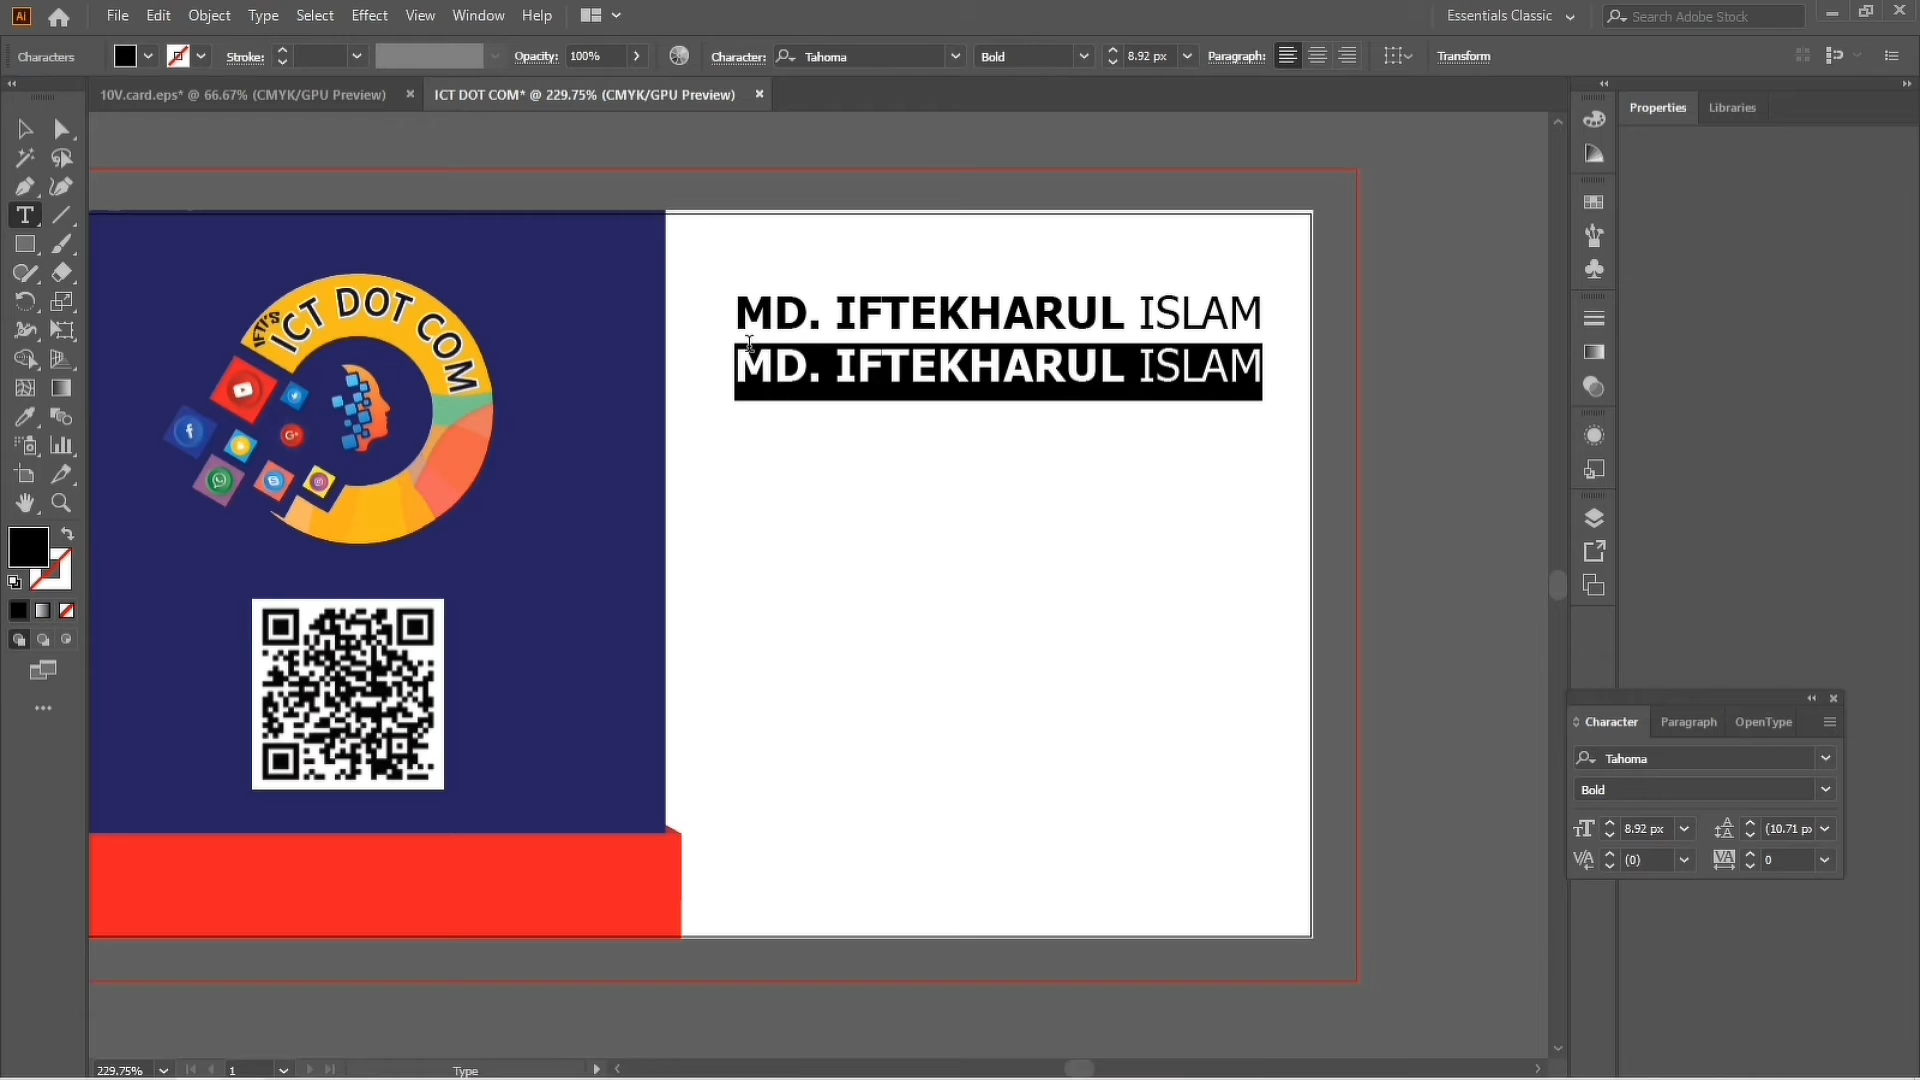 Ai File Edit Object Type Select Effect View Window Help Essentials Classic Search Adobe Stock
Characters Stroke: Opacity: 100% Character: Tahoma Bold 8.92 px Paragraph: Transform
10V.card.eps* @ 66.67% (CMYK/GPU Preview) × ICT DOT COM* @ 229.75% (CMYK/GPU Preview) ×
Properties Libraries
IFTI'S
ICT DOT COM
MD. IFTEKHARUL ISLAM
MD. IFTEKHARUL ISLAM
Character Paragraph OpenType
Tahoma
Bold
8.92 px (10.71 p
(0) 0
229.75% 1 Type